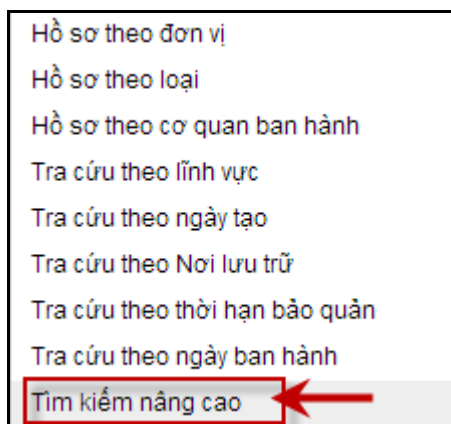 Hồ sơ theo đơn vị
Hồ sơ theo loại
Hồ sơ theo cơ quan ban hành
Tra cứu theo lĩnh vực
Tra cứu theo ngày tạo
Tra cứu theo Nơi lưu trữ
Tra cứu theo thời hạn bảo quản
Tra cứu theo ngày ban hành
Tìm kiếm nâng cao